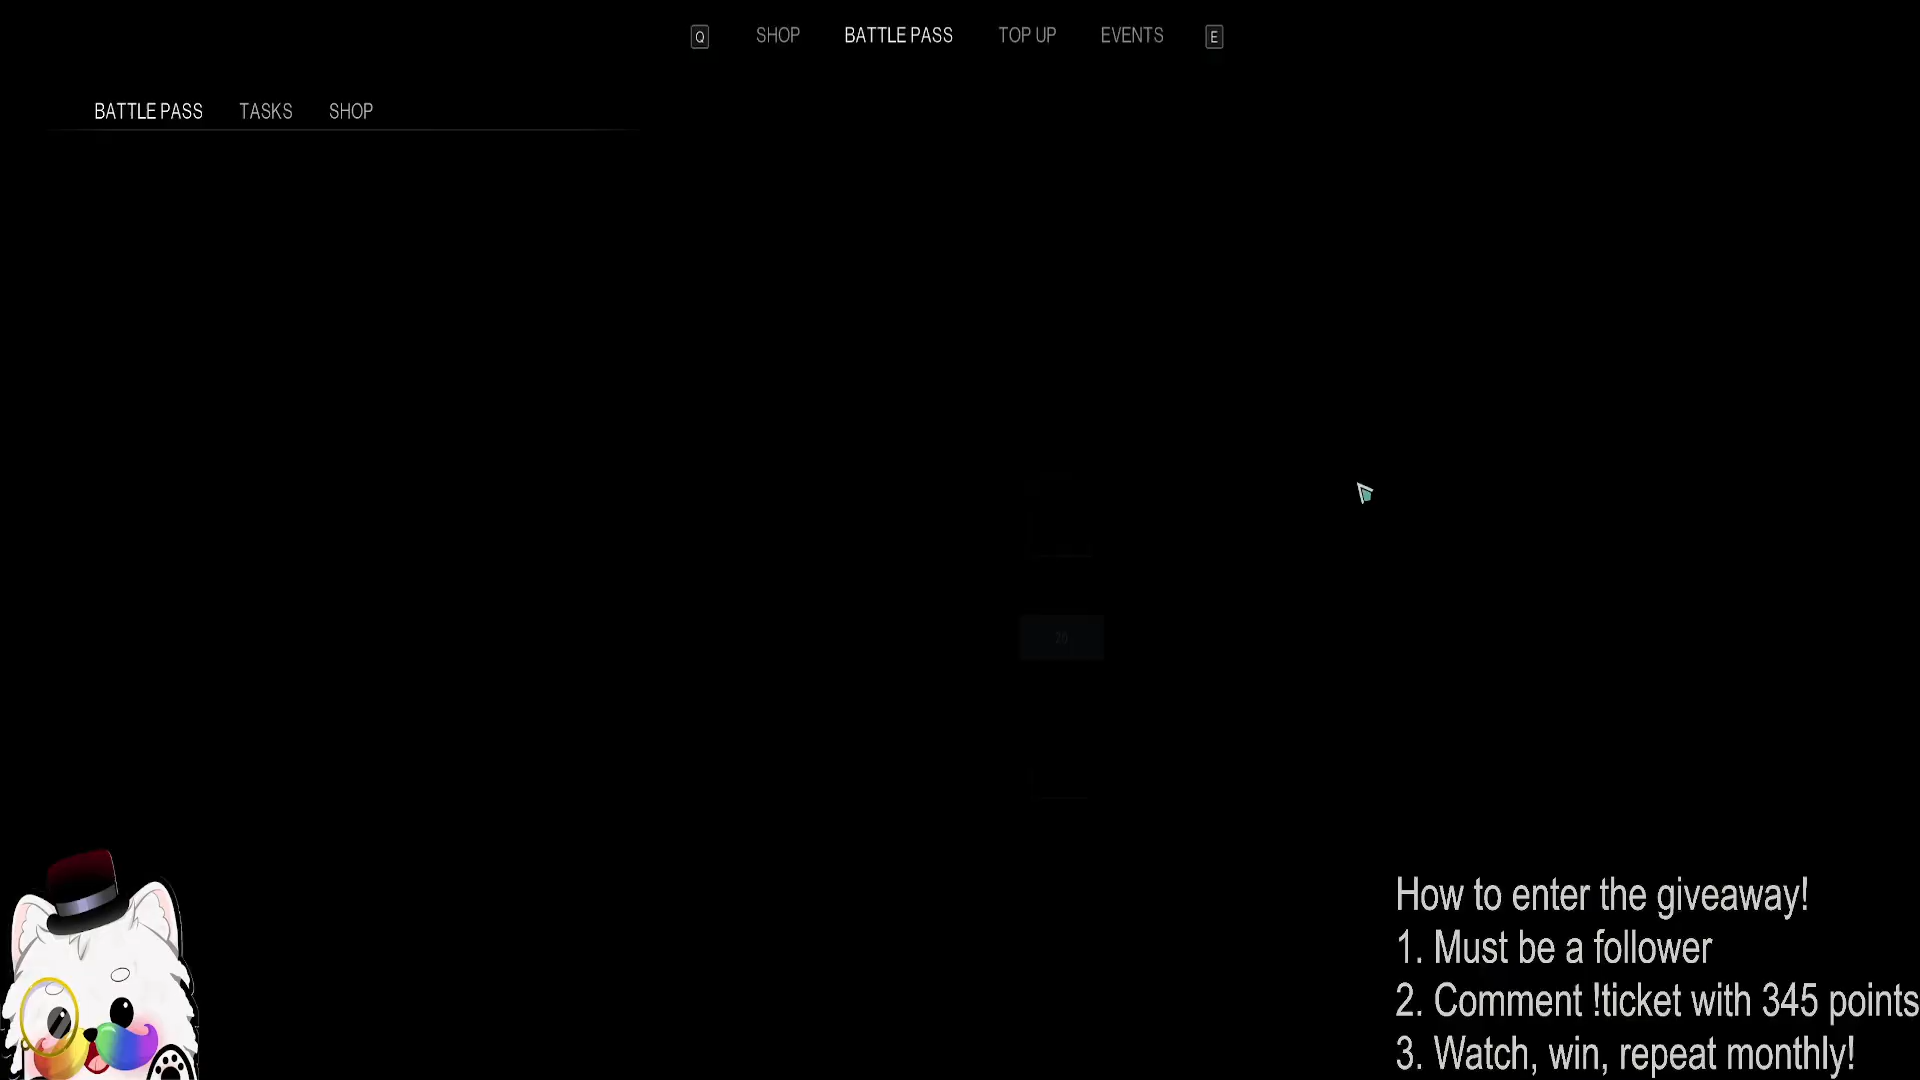 Q SHOP BATTLE PASS TOP UP EVENTS E
BATTLE PASS TASKS SHOP
How to enter the giveaway!
1. Must be a follower
2. Comment !ticket with 345 points
3. Watch, win, repeat monthly!